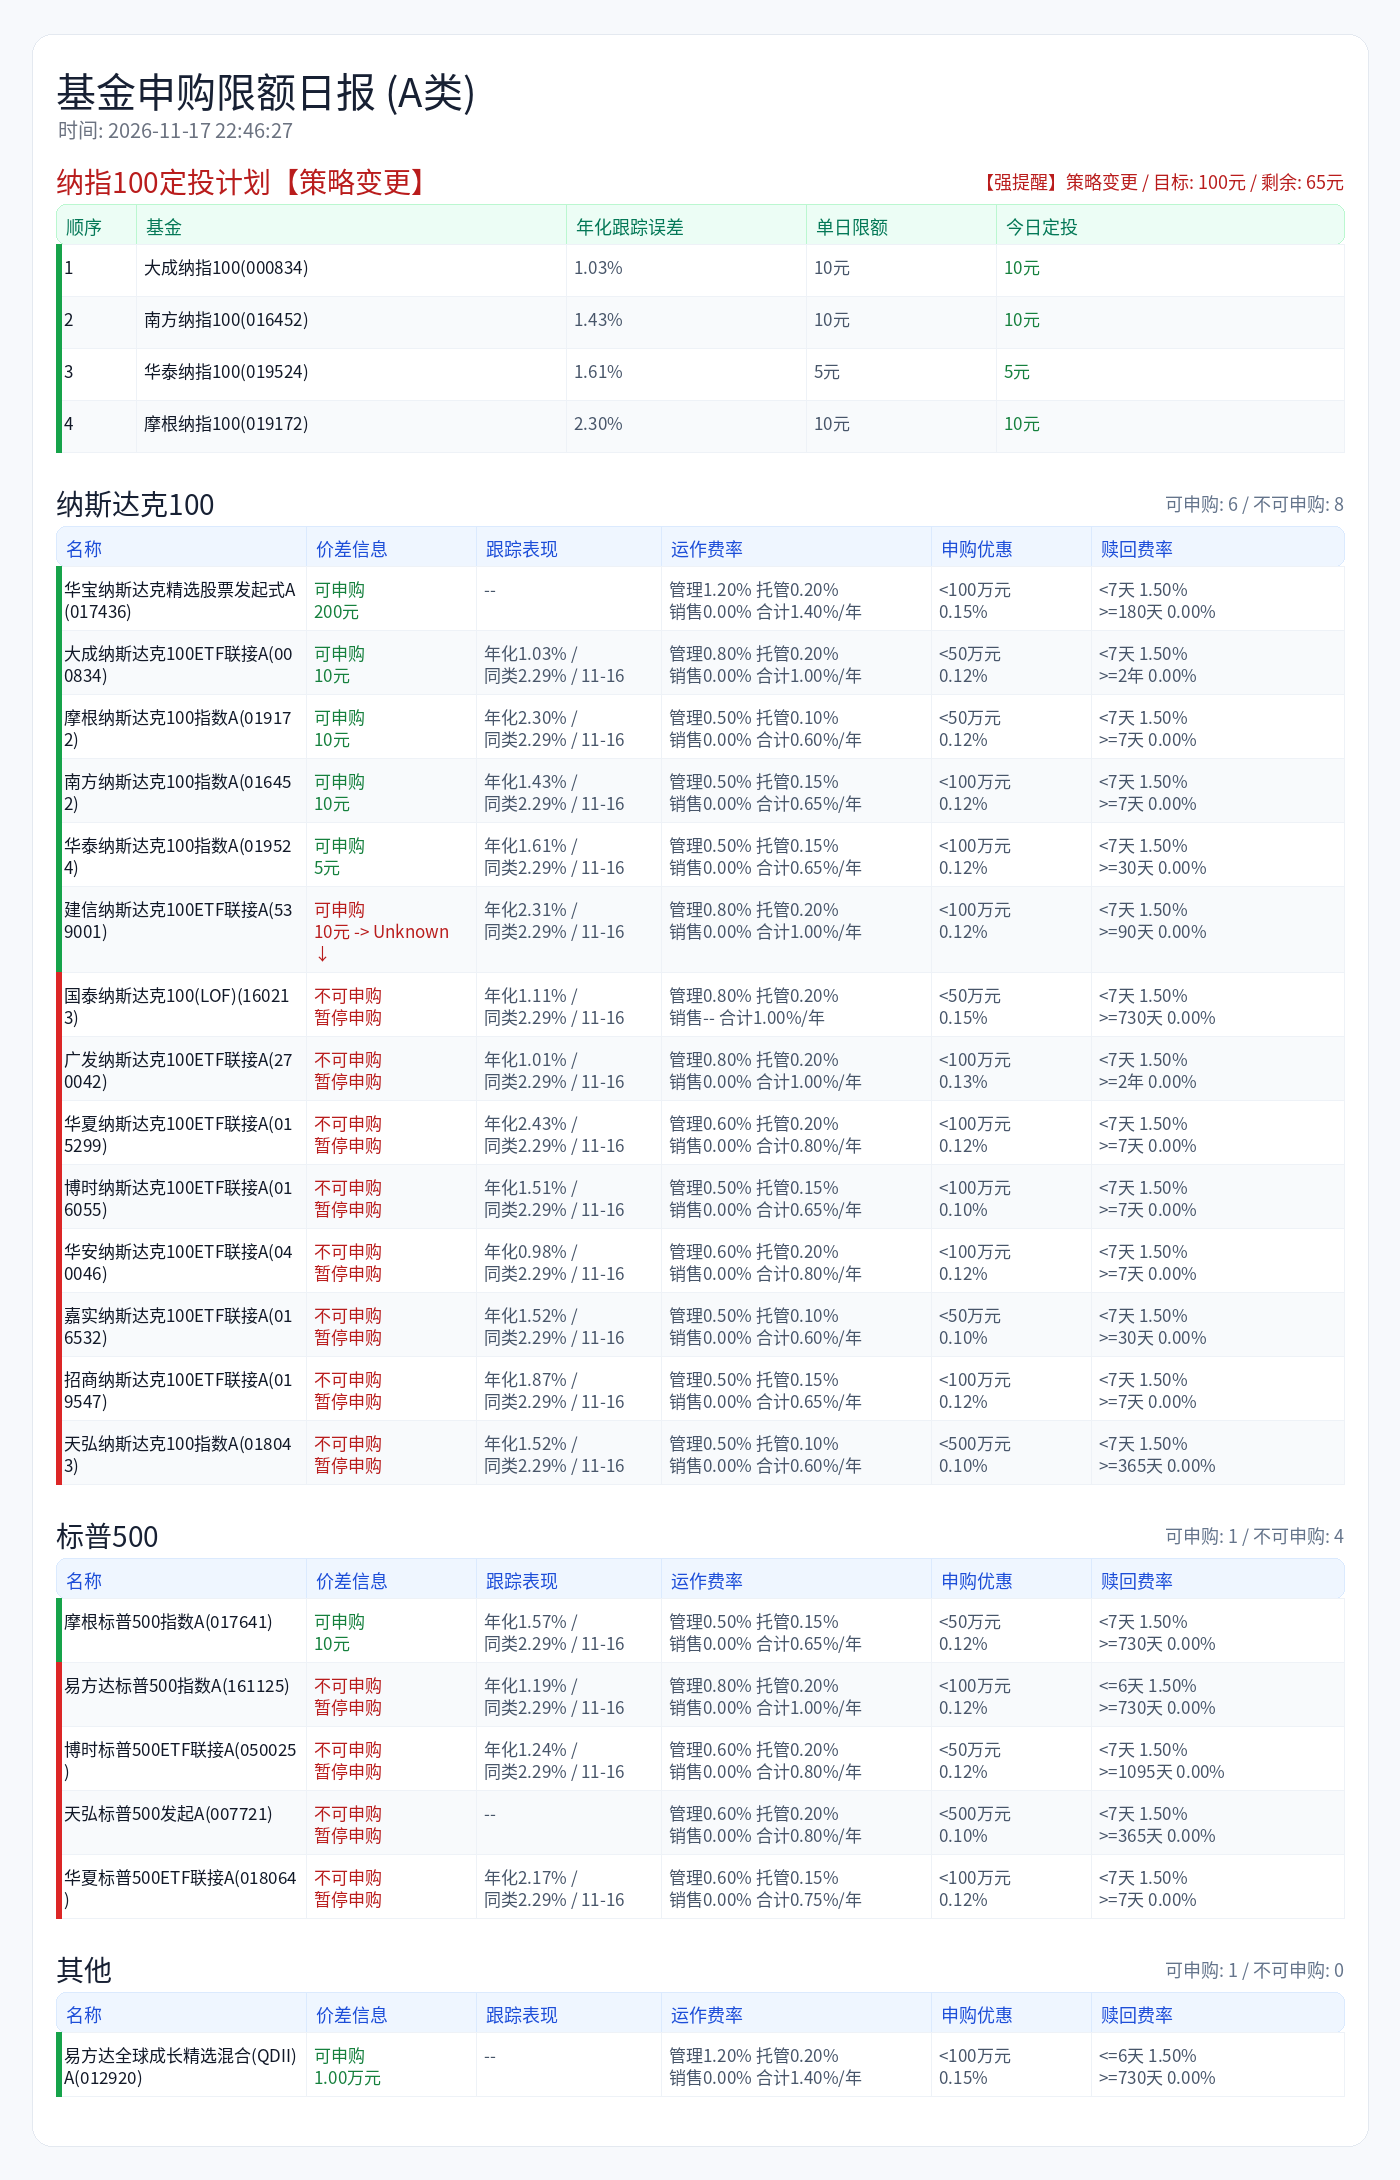 基金申购限额日报 (A类)
时间: 2026-11-17 22:46:27
纳指100定投计划【策略变更】
【强提醒】策略变更 / 目标: 100元 / 剩余: 65元
顺序 基金 年化跟踪误差 单日限额 今日定投
1 大成纳指100(000834) 1.03% 10元 10元
2 南方纳指100(016452) 1.43% 10元 10元
3 华泰纳指100(019524) 1.61% 5元 5元
4 摩根纳指100(019172) 2.30% 10元 10元
纳斯达克100
可申购: 6 / 不可申购: 8
名称 价差信息 跟踪表现 运作费率 申购优惠 赎回费率
华宝纳斯达克精选股票发起式A 可申购 -- 管理1.20% 托管0.20% <100万元 <7天 1.50%
(017436) 200元 销售0.00% 合计1.40%/年 0.15% >=180天 0.00%
大成纳斯达克100ETF联接A(00 可申购 年化1.03% / 管理0.80% 托管0.20% <50万元 <7天 1.50%
0834) 10元 同类2.29% / 11-16 销售0.00% 合计1.00%/年 0.12% >=2年 0.00%
摩根纳斯达克100指数A(01917 可申购 年化2.30% / 管理0.50% 托管0.10% <50万元 <7天 1.50%
2) 10元 同类2.29% / 11-16 销售0.00% 合计0.60%/年 0.12% >=7天 0.00%
南方纳斯达克100指数A(01645 可申购 年化1.43% / 管理0.50% 托管0.15% <100万元 <7天 1.50%
2) 10元 同类2.29% / 11-16 销售0.00% 合计0.65%/年 0.12% >=7天 0.00%
华泰纳斯达克100指数A(01952 可申购 年化1.61% / 管理0.50% 托管0.15% <100万元 <7天 1.50%
4) 5元 同类2.29% / 11-16 销售0.00% 合计0.65%/年 0.12% >=30天 0.00%
建信纳斯达克100ETF联接A(53 可申购 年化2.31% / 管理0.80% 托管0.20% <100万元 <7天 1.50%
9001) 10元 -> Unknown 同类2.29% / 11-16 销售0.00% 合计1.00%/年 0.12% >=90天 0.00%
↓
国泰纳斯达克100(LOF)(16021 不可申购 年化1.11% / 管理0.80% 托管0.20% <50万元 <7天 1.50%
3) 暂停申购 同类2.29% / 11-16 销售-- 合计1.00%/年 0.15% >=730天 0.00%
广发纳斯达克100ETF联接A(27 不可申购 年化1.01% / 管理0.80% 托管0.20% <100万元 <7天 1.50%
0042) 暂停申购 同类2.29% / 11-16 销售0.00% 合计1.00%/年 0.13% >=2年 0.00%
华夏纳斯达克100ETF联接A(01 不可申购 年化2.43% / 管理0.60% 托管0.20% <100万元 <7天 1.50%
5299) 暂停申购 同类2.29% / 11-16 销售0.00% 合计0.80%/年 0.12% >=7天 0.00%
博时纳斯达克100ETF联接A(01 不可申购 年化1.51% / 管理0.50% 托管0.15% <100万元 <7天 1.50%
6055) 暂停申购 同类2.29% / 11-16 销售0.00% 合计0.65%/年 0.10% >=7天 0.00%
华安纳斯达克100ETF联接A(04 不可申购 年化0.98% / 管理0.60% 托管0.20% <100万元 <7天 1.50%
0046) 暂停申购 同类2.29% / 11-16 销售0.00% 合计0.80%/年 0.12% >=7天 0.00%
嘉实纳斯达克100ETF联接A(01 不可申购 年化1.52% / 管理0.50% 托管0.10% <50万元 <7天 1.50%
6532) 暂停申购 同类2.29% / 11-16 销售0.00% 合计0.60%/年 0.10% >=30天 0.00%
招商纳斯达克100ETF联接A(01 不可申购 年化1.87% / 管理0.50% 托管0.15% <100万元 <7天 1.50%
9547) 暂停申购 同类2.29% / 11-16 销售0.00% 合计0.65%/年 0.12% >=7天 0.00%
天弘纳斯达克100指数A(01804 不可申购 年化1.52% / 管理0.50% 托管0.10% <500万元 <7天 1.50%
3) 暂停申购 同类2.29% / 11-16 销售0.00% 合计0.60%/年 0.10% >=365天 0.00%
标普500
可申购: 1 / 不可申购: 4
名称 价差信息 跟踪表现 运作费率 申购优惠 赎回费率
摩根标普500指数A(017641) 可申购 年化1.57% / 管理0.50% 托管0.15% <50万元 <7天 1.50%
10元 同类2.29% / 11-16 销售0.00% 合计0.65%/年 0.12% >=730天 0.00%
易方达标普500指数A(161125) 不可申购 年化1.19% / 管理0.80% 托管0.20% <100万元 <=6天 1.50%
暂停申购 同类2.29% / 11-16 销售0.00% 合计1.00%/年 0.12% >=730天 0.00%
博时标普500ETF联接A(050025 不可申购 年化1.24% / 管理0.60% 托管0.20% <50万元 <7天 1.50%
) 暂停申购 同类2.29% / 11-16 销售0.00% 合计0.80%/年 0.12% >=1095天 0.00%
天弘标普500发起A(007721) 不可申购 -- 管理0.60% 托管0.20% <500万元 <7天 1.50%
暂停申购 销售0.00% 合计0.80%/年 0.10% >=365天 0.00%
华夏标普500ETF联接A(018064 不可申购 年化2.17% / 管理0.60% 托管0.15% <100万元 <7天 1.50%
) 暂停申购 同类2.29% / 11-16 销售0.00% 合计0.75%/年 0.12% >=7天 0.00%
其他
可申购: 1 / 不可申购: 0
名称 价差信息 跟踪表现 运作费率 申购优惠 赎回费率
易方达全球成长精选混合(QDII) 可申购 -- 管理1.20% 托管0.20% <100万元 <=6天 1.50%
A(012920) 1.00万元 销售0.00% 合计1.40%/年 0.15% >=730天 0.00%